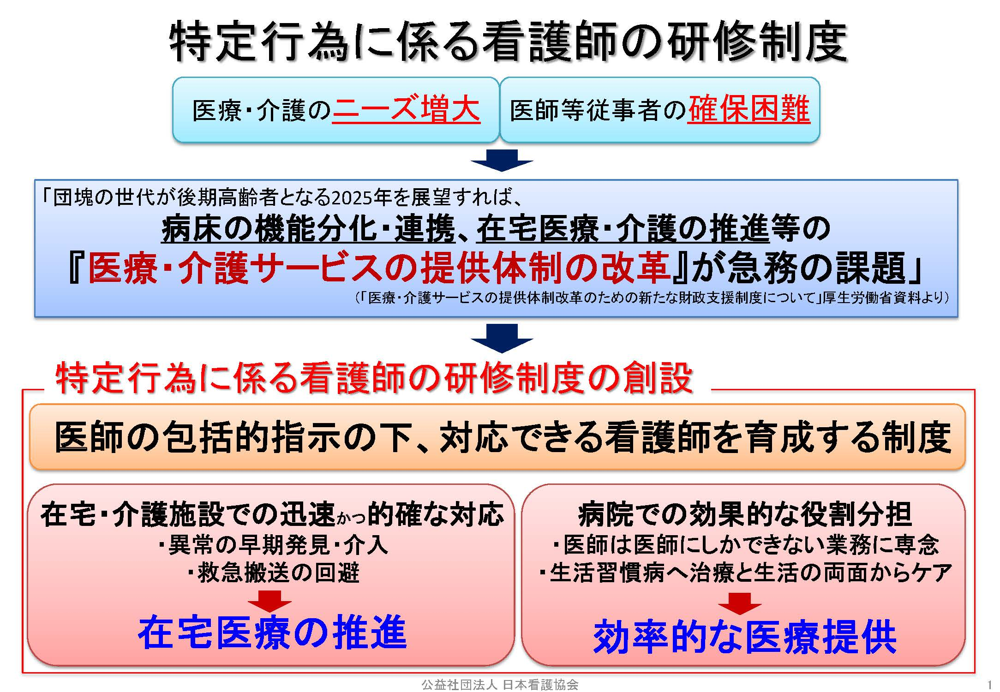 特定行為に係る看護師の研修制度
医療・介護のニーズ増大
医師等従事者の確保困難
「団塊の世代が後期高齢者となる2025年を展望すれば、
病床の機能分化・連携、在宅医療・介護の推進等の
『医療・介護サービスの提供体制の改革』が急務の課題」
（「医療・介護サービスの提供体制改革のための新たな財政支援制度について」厚生労働省資料より）
特定行為に係る看護師の研修制度の創設
医師の包括的指示の下、対応できる看護師を育成する制度
在宅・介護施設での迅速かつ的確な対応
・異常の早期発見・介入
・救急搬送の回避
在宅医療の推進
病院での効果的な役割分担
・医師は医師にしかできない業務に専念
・生活習慣病へ治療と生活の両面からケア
効率的な医療提供
公益社団法人 日本看護協会
1